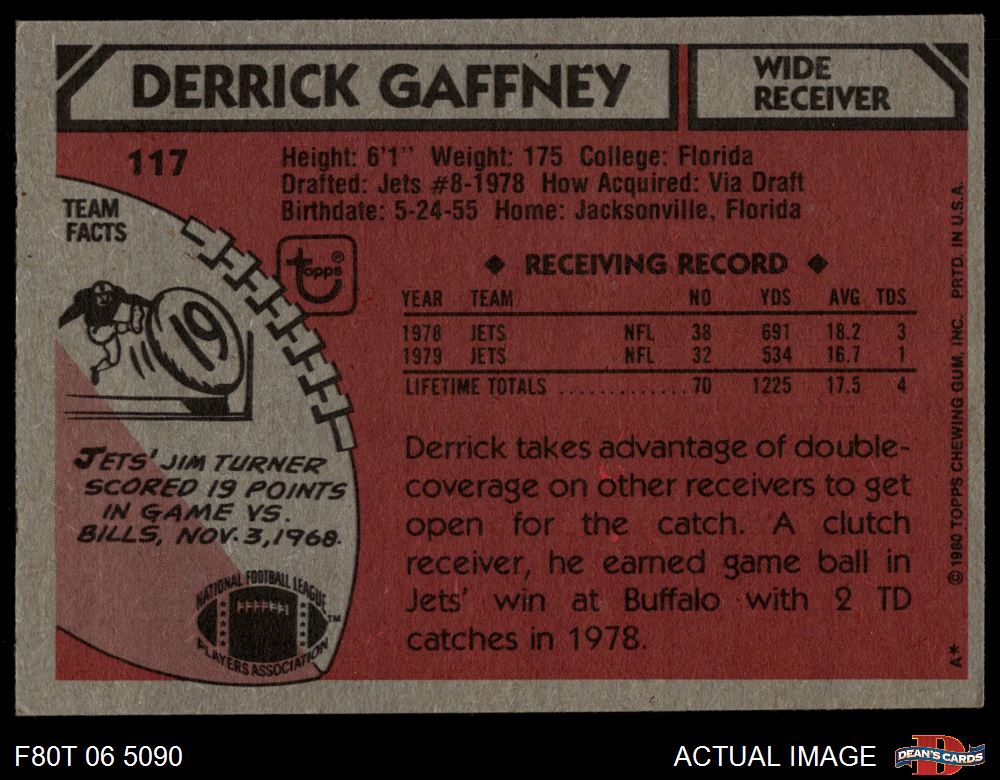 DERRICK GAFFNEY
WIDE
RECEIVER
117
Height: 6'1" Weight: 175 College: Florida
Drafted: Jets #8-1978 How Acquired: Via Draft
Birthdate: 5-24-55 Home: Jacksonville, Florida
TEAM
FACTS
topps®
19
JETS' JIM TURNER
SCORED 19 POINTS
IN GAME VS.
BILLS, NOV. 3, 1968.
NATIONAL FOOTBALL LEAGUE
PLAYERS ASSOCIATION
TM
◆ RECEIVING RECORD ◆
YEAR TEAM NO YDS AVG TDS
1978 JETS NFL 38 691 18.2 3
1979 JETS NFL 32 534 16.7 1
LIFETIME TOTALS ............ 70 1225 17.5 4
Derrick takes advantage of double-
coverage on other receivers to get
open for the catch. A clutch
receiver, he earned game ball in
Jets' win at Buffalo with 2 TD
catches in 1978.
© 1980 TOPPS CHEWING GUM, INC. PRTD. IN U.S.A.
A*
F80T 06 5090
ACTUAL IMAGE
D
DEAN'S CARDS